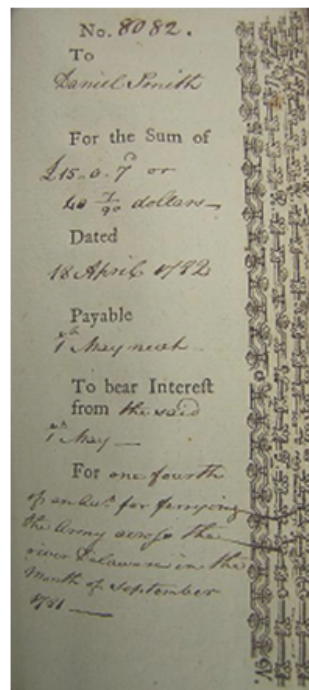 No. 8082.
To
Daniel Smith
For the Sum of
£15.0.7 or
40 7/90 dollars
Dated
18 April 1782
Payable
1st May next
To bear Interest
from the said
1st May
For one fourth
of an Acct. for ferrying
the Army across the
river Delaware in the
Month of September
1781